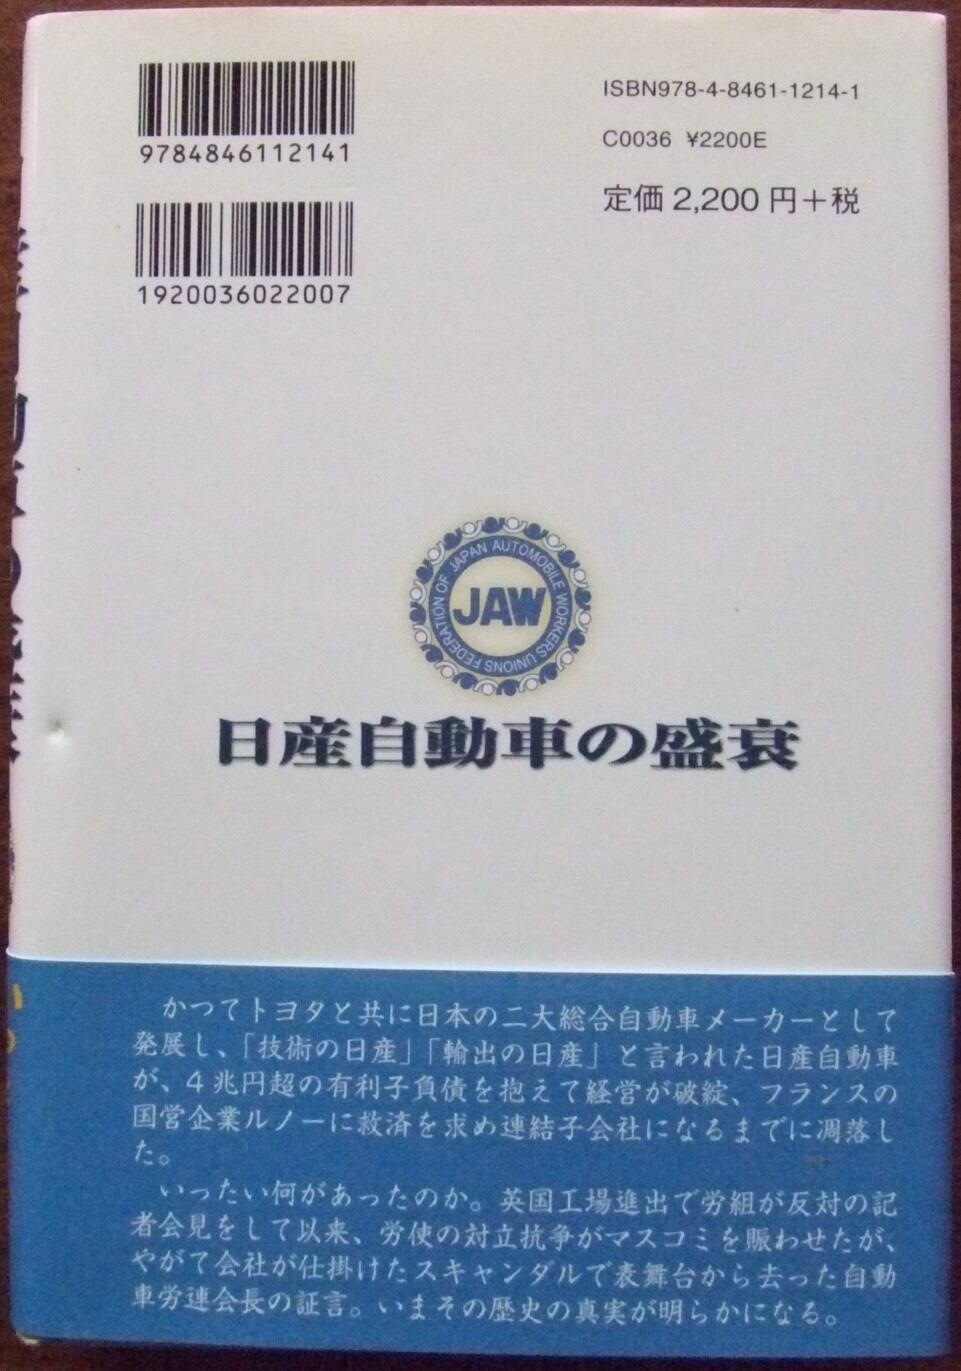 9784846112141
1920036022007
ISBN978-4-8461-1214-1
C0036 ¥2200E
定価 2,200 円＋税
FEDERATION OF JAPAN AUTOMOBILE WORKERS UNIONS
JAW
日産自動車の盛衰
かつてトヨタと共に日本の二大総合自動車メーカーとして
発展し、「技術の日産」「輸出の日産」と言われた日産自動車
が、４兆円超の有利子負債を抱えて経営が破綻、フランスの
国営企業ルノーに救済を求め連結子会社になるまでに凋落し
た。
いったい何があったのか。英国工場進出で労組が反対の記
者会見をして以来、労使の対立抗争がマスコミを賑わせたが、
やがて会社が仕掛けたスキャンダルで表舞台から去った自動
車労連会長の証言。いまその歴史の真実が明らかになる。